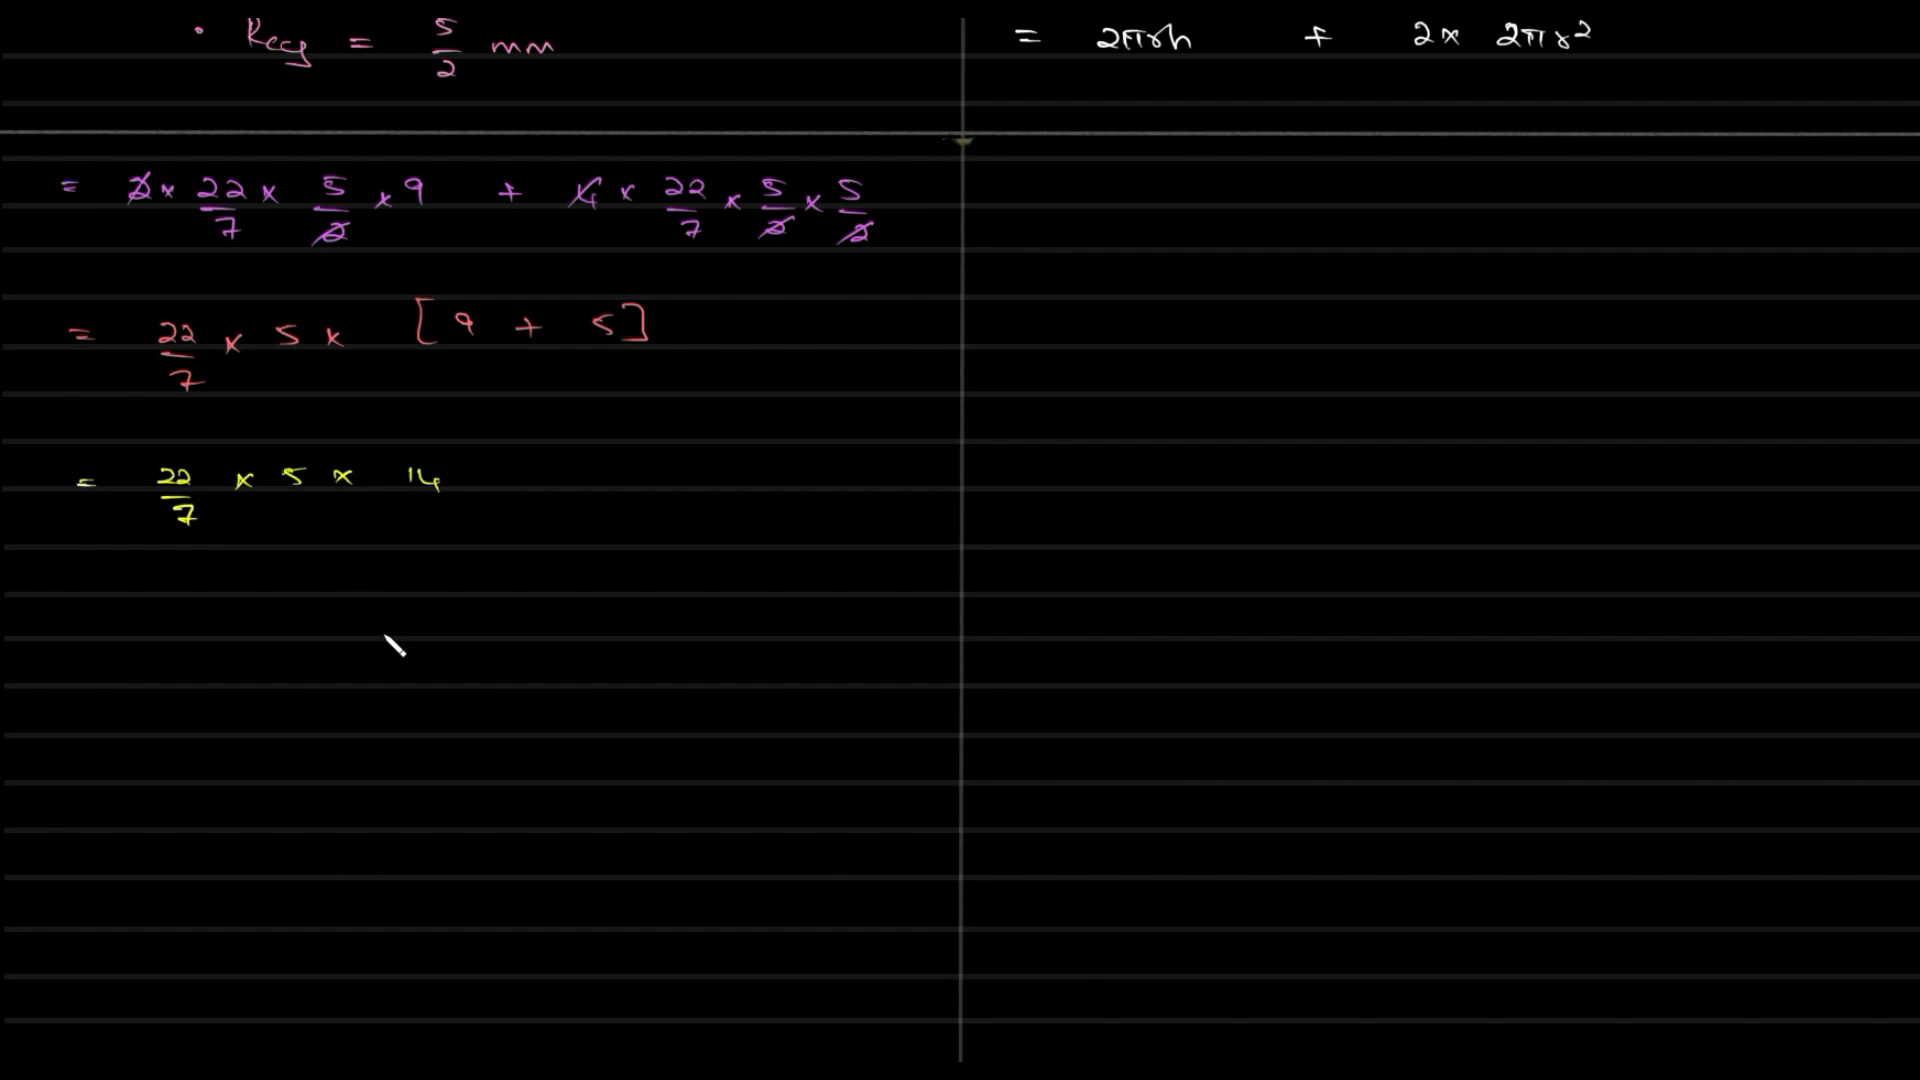 • Rccy = 5/2 mm
= 2πrh + 2× 2πr²
= 2 × 22/7 × 5/2 × 9 + 4 × 22/7 × 5/2 × 5/2
= 22/7 × 5 × [9 + 5]
= 22/7 × 5 × 14